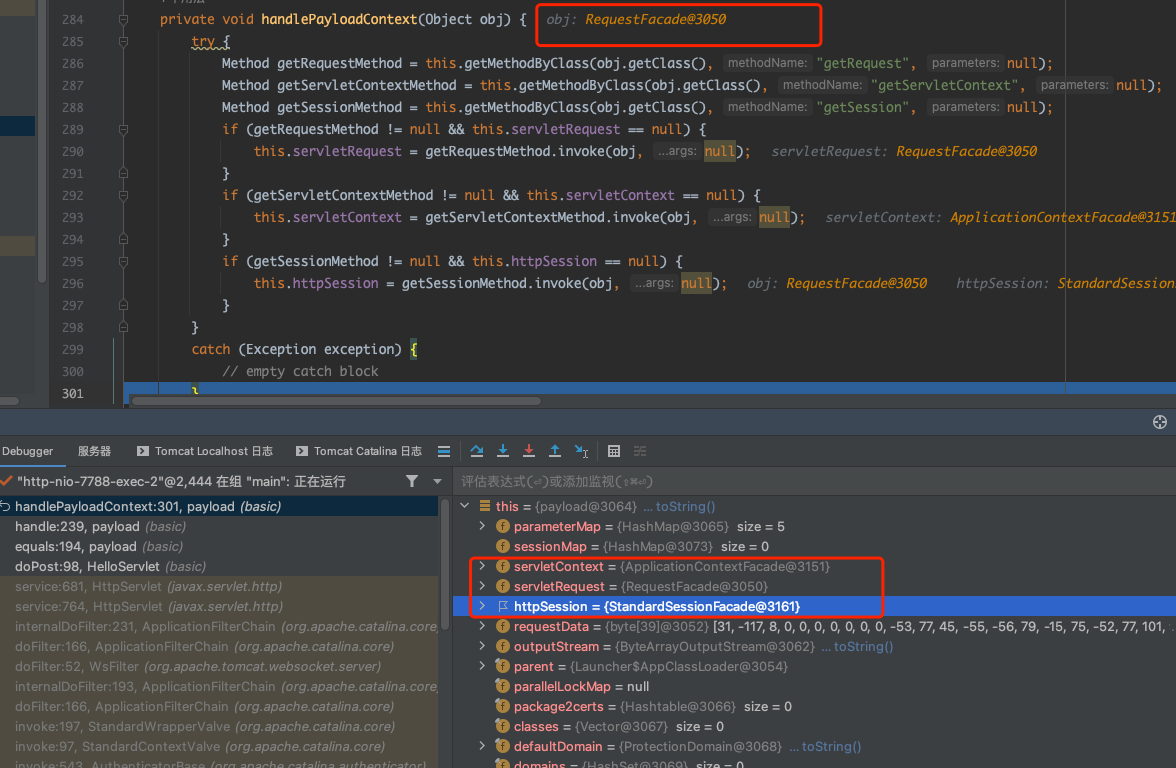 284 private void handlePayloadContext(Object obj) { obj: RequestFacade@3050
285 try {
286 Method getRequestMethod = this.getMethodByClass(obj.getClass(), methodName: "getRequest", parameters: null);
287 Method getServletContextMethod = this.getMethodByClass(obj.getClass(), methodName: "getServletContext", parameters: null);
288 Method getSessionMethod = this.getMethodByClass(obj.getClass(), methodName: "getSession", parameters: null);
289 if (getRequestMethod != null && this.servletRequest == null) {
290 this.servletRequest = getRequestMethod.invoke(obj, ...args: null); servletRequest: RequestFacade@3050
291 }
292 if (getServletContextMethod != null && this.servletContext == null) {
293 this.servletContext = getServletContextMethod.invoke(obj, ...args: null); servletContext: ApplicationContextFacade@3151
294 }
295 if (getSessionMethod != null && this.httpSession == null) {
296 this.httpSession = getSessionMethod.invoke(obj, ...args: null); obj: RequestFacade@3050 httpSession: StandardSession
297 }
298 }
299 catch (Exception exception) {
300 // empty catch block
301 }
Debugger 服务器 Tomcat Localhost 日志 Tomcat Catalina 日志
"http-nio-7788-exec-2"@2,444 在组 "main": 正在运行
handlePayloadContext:301, payload (basic)
handle:239, payload (basic)
equals:194, payload (basic)
doPost:98, HelloServlet (basic)
service:681, HttpServlet (javax.servlet.http)
service:764, HttpServlet (javax.servlet.http)
internalDoFilter:231, ApplicationFilterChain (org.apache.catalina.core
doFilter:166, ApplicationFilterChain (org.apache.catalina.core)
doFilter:52, WsFilter (org.apache.tomcat.websocket.server)
internalDoFilter:193, ApplicationFilterChain (org.apache.catalina.core
doFilter:166, ApplicationFilterChain (org.apache.catalina.core)
invoke:197, StandardWrapperValve (org.apache.catalina.core)
invoke:97, StandardContextValve (org.apache.catalina.core)
invoke:543, AuthenticatorBase (org.apache.catalina.authenticator)
评估表达式(⏎)或添加监视(⇧⌘⏎)
this = {payload@3064} ... toString()
parameterMap = {HashMap@3065} size = 5
sessionMap = {HashMap@3073} size = 0
servletContext = {ApplicationContextFacade@3151}
servletRequest = {RequestFacade@3050}
httpSession = {StandardSessionFacade@3161}
requestData = {byte[39]@3052} [31, -117, 8, 0, 0, 0, 0, 0, 0, 0, -53, 77, 45, -55, -56, 79, -15, 75, -52, 77, 101,
outputStream = {ByteArrayOutputStream@3062} ... toString()
parent = {Launcher$AppClassLoader@3054}
parallelLockMap = null
package2certs = {Hashtable@3066} size = 0
classes = {Vector@3067} size = 0
defaultDomain = {ProtectionDomain@3068} ... toString()
domains = {HashSet@3069} size = 0